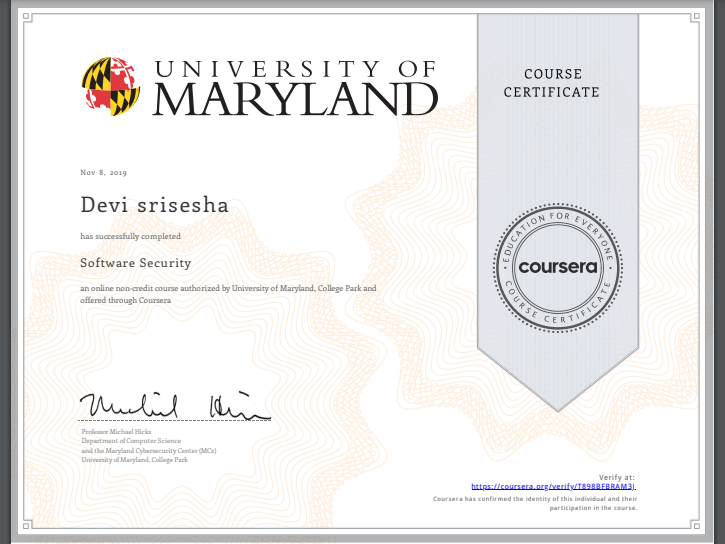 UNIVERSITY OF
MARYLAND
COURSE
CERTIFICATE
Nov 8, 2019
Devi srisesha
has successfully completed
Software Security
an online non-credit course authorized by University of Maryland, College Park and
offered through Coursera
EDUCATION FOR EVERYONE
coursera
COURSE CERTIFICATE
Professor Michael Hicks
Department of Computer Science
and the Maryland Cybersecurity Center (MC2)
University of Maryland, College Park
Verify at:
https://coursera.org/verify/T898BFBRAM3J
Coursera has confirmed the identity of this individual and their
participation in the course.